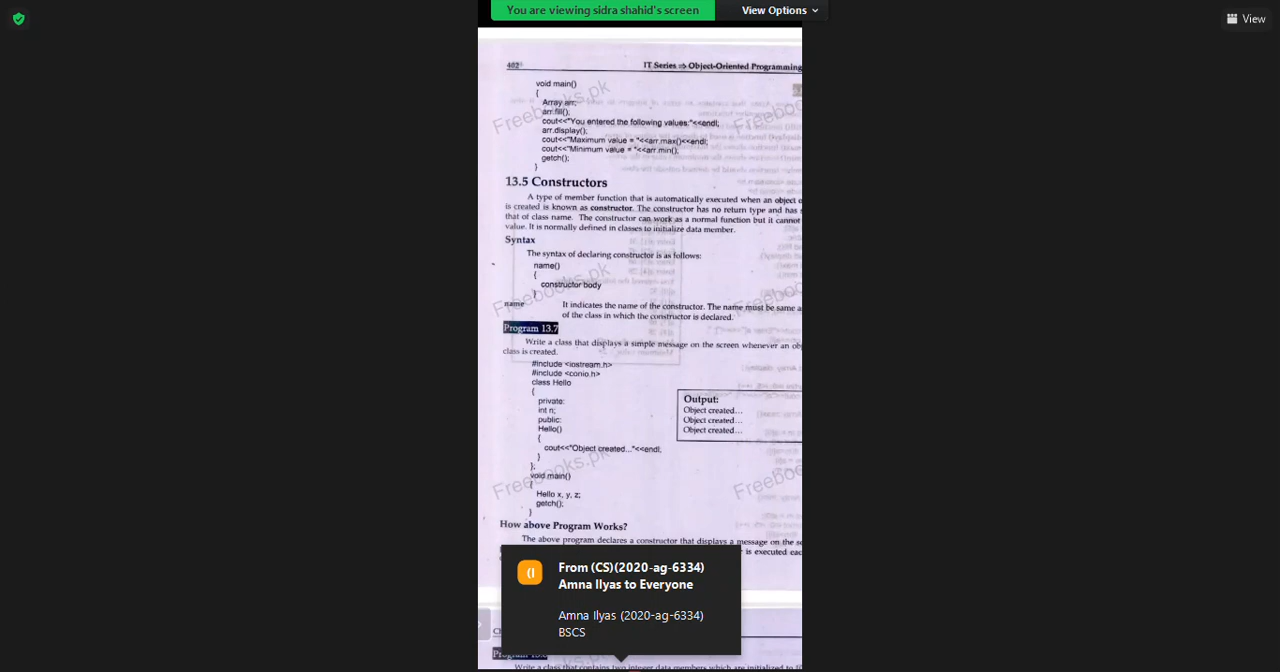 You are viewing sidra shahid's screen
View Options
View
402
IT Series ⇒ Object-Oriented Programming
void main()
{
Array arr;
arr.fill();
cout<<"You entered the following values:"<<endl;
arr.display();
cout<<"Maximum value = "<<arr.max()<<endl;
cout<<"Minimum value = "<<arr.min();
getch();
}
13.5 Constructors
A type of member function that is automatically executed when an object o
is created is known as constructor. The constructor has no return type and has
that of class name. The constructor can work as a normal function but it cannot
value. It is normally defined in classes to initialize data member.
Syntax
The syntax of declaring constructor is as follows:
name()
{
constructor body
}
name It indicates the name of the constructor. The name must be same a
of the class in which the constructor is declared.
Program 13.7
Write a class that displays a simple message on the screen whenever an
class is created.
#include <iostream.h>
#include <conio.h>
class Hello
{
private:
int n;
public:
Hello()
{
cout<<"Object created..."<<endl;
}
};
void main()
{
Hello x, y, z;
getch();
}
Output:
Object created...
Object created...
Object created...
How above Program Works?
The above program declares a constructor that displays a message on the
is executed
Freebooks.pk
Freebooks.pk
Freebooks.pk
From (CS)(2020-ag-6334)
Amna Ilyas to Everyone
Amna Ilyas (2020-ag-6334)
BSCS
Write a class that contains two integer data members which are initialized to